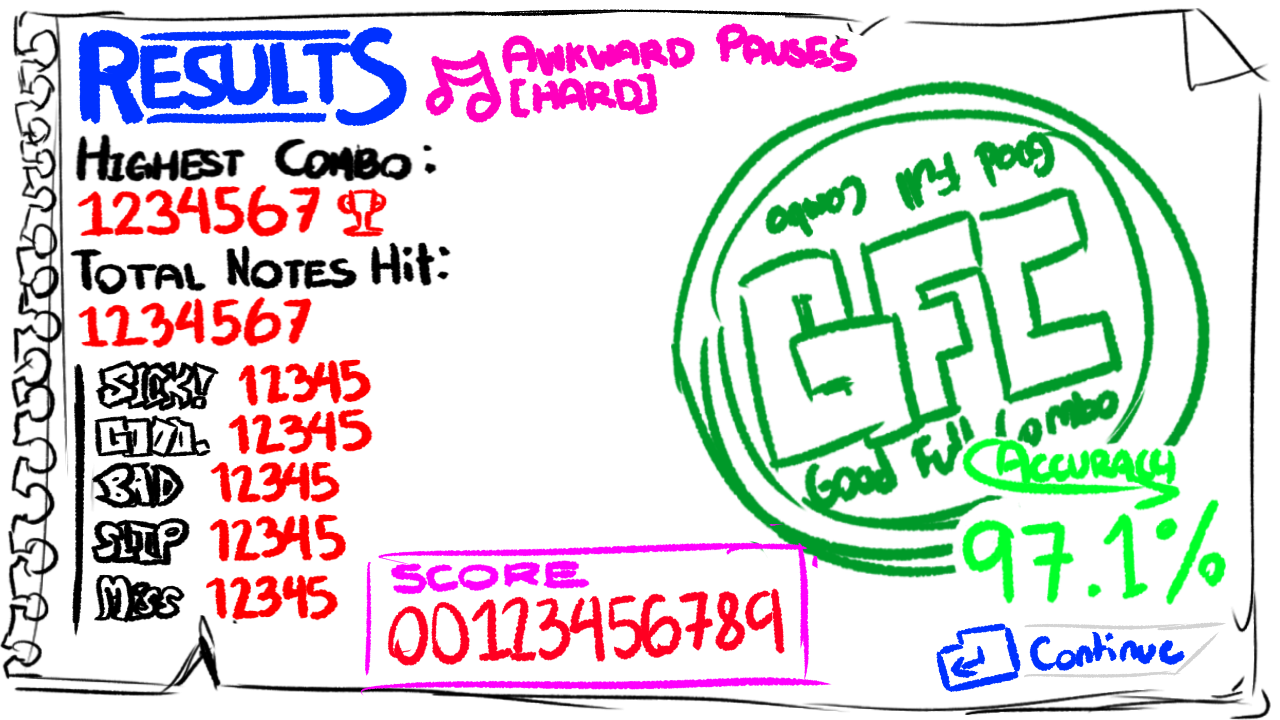 RESULTS
AWKWARD PAUSES
[HARD]
HIGHEST COMBO:
1234567
TOTAL NOTES Hit:
1234567
SICK! 12345
GOOD. 12345
BAD 12345
SHIT 12345
MISS 12345
SCORE
00123456789
Good Full Combo
GFC
Good Full Combo
ACCURACY
97.1%
Continue